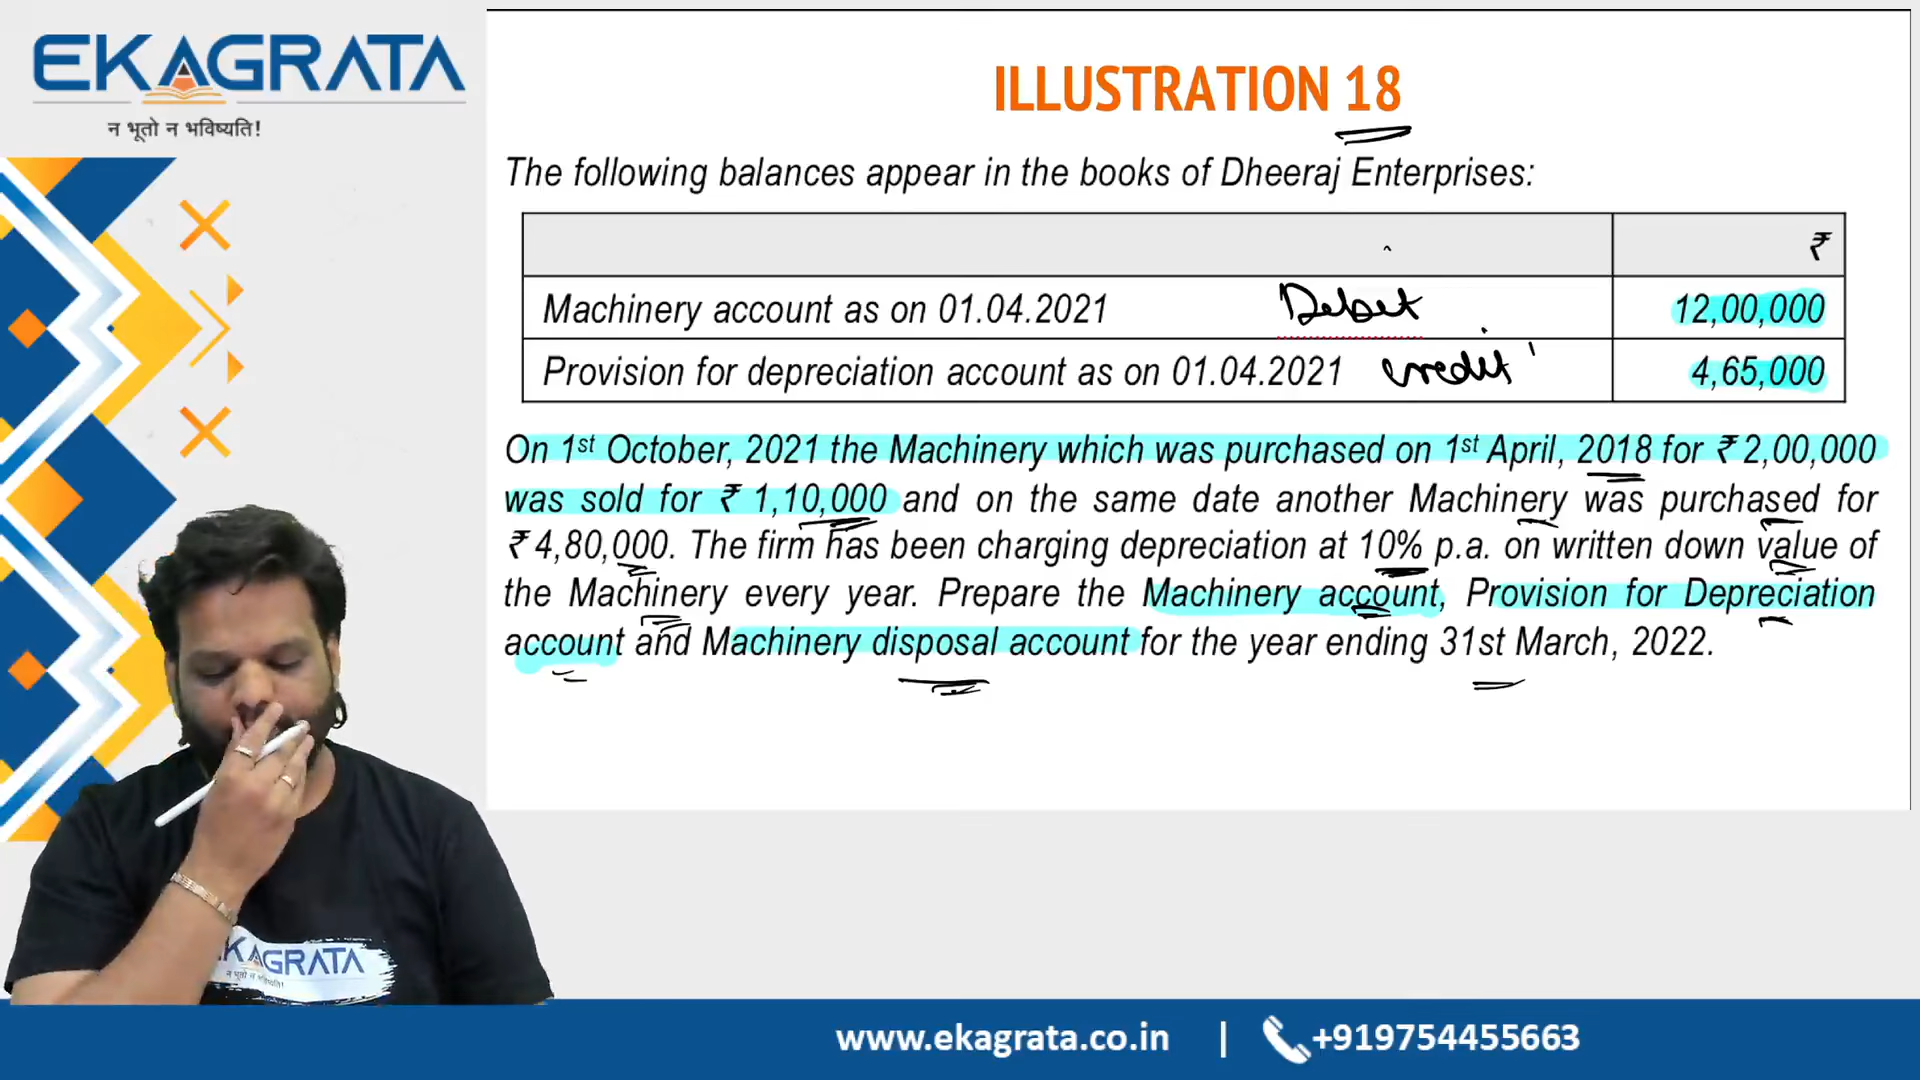 EKAGRATA
न भूतो न भविष्यति!
ILLUSTRATION 18
The following balances appear in the books of Dheeraj Enterprises:
₹
Machinery account as on 01.04.2021 Debet 12,00,000
Provision for depreciation account as on 01.04.2021 credit 4,65,000
On 1st October, 2021 the Machinery which was purchased on 1st April, 2018 for ₹ 2,00,000
was sold for ₹ 1,10,000 and on the same date another Machinery was purchased for
₹ 4,80,000. The firm has been charging depreciation at 10% p.a. on written down value of
the Machinery every year. Prepare the Machinery account, Provision for Depreciation
account and Machinery disposal account for the year ending 31st March, 2022.
EKAGRATA
न भूतो न भविष्यति!
www.ekagrata.co.in | +919754455663